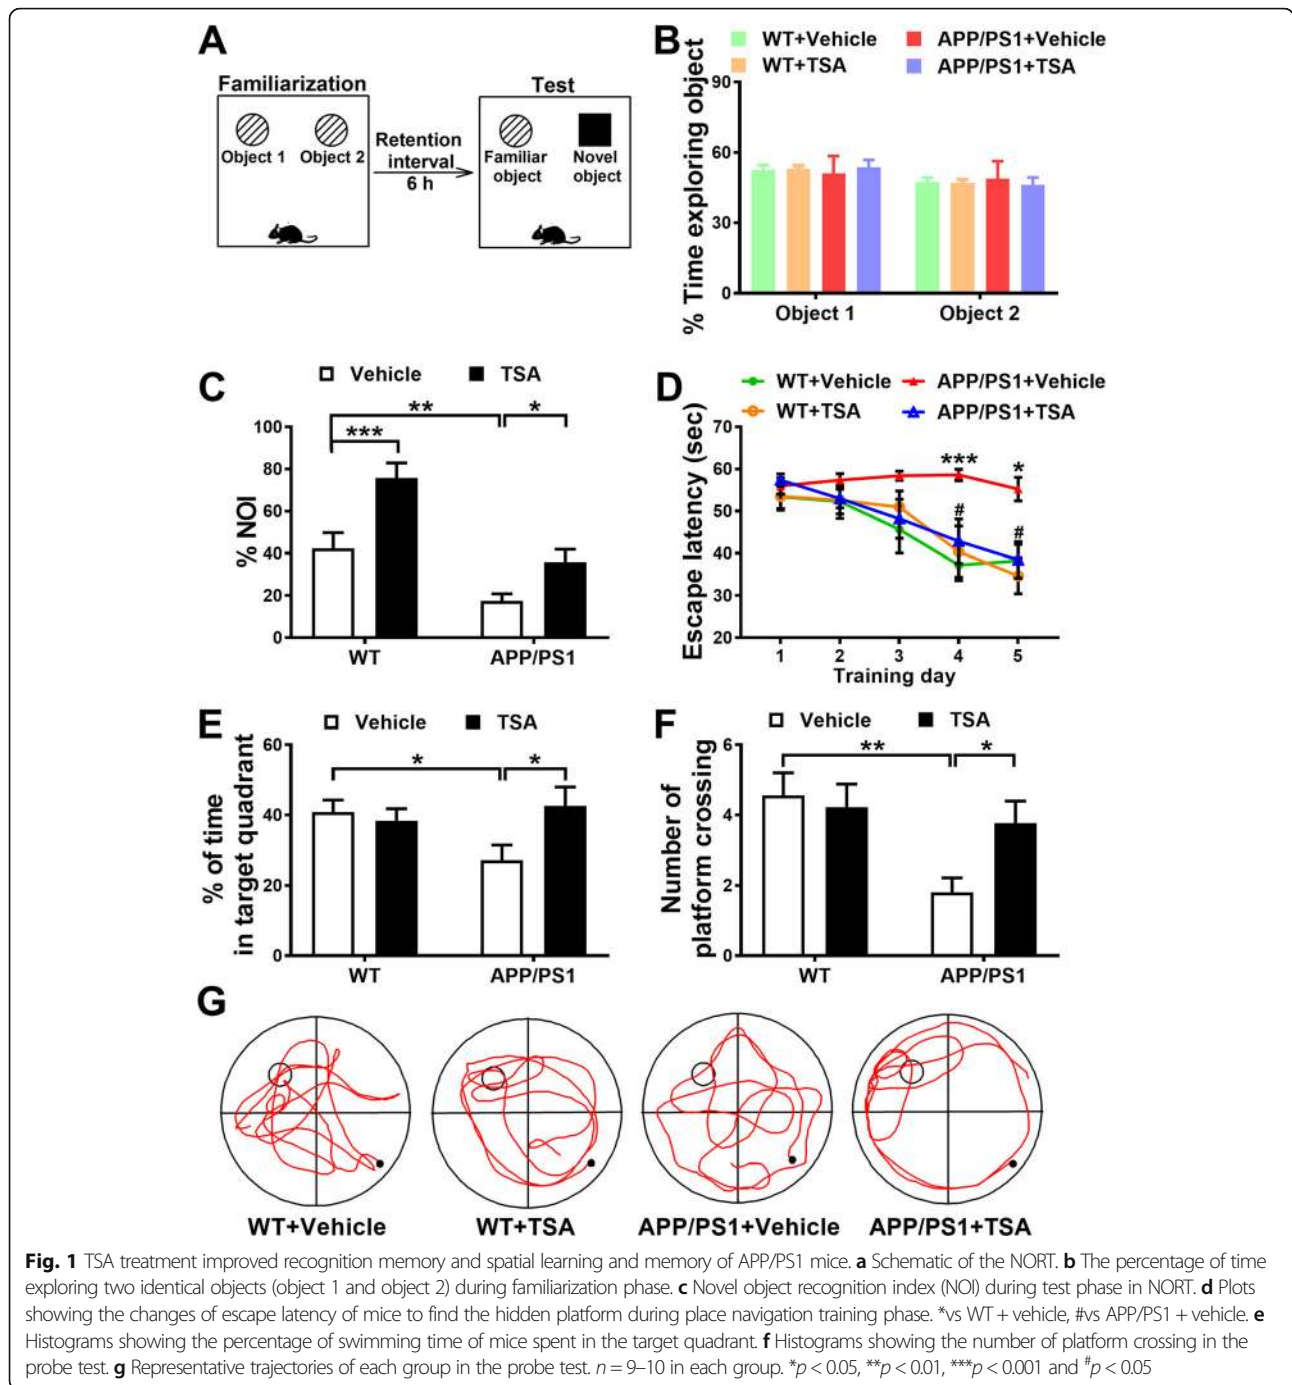 A
Familiarization
Object 1 Object 2
Retention
interval
6 h
Test
Familiar
object
Novel
object
B
WT+Vehicle APP/PS1+Vehicle
WT+TSA APP/PS1+TSA
% Time exploring object
90
60
30
0
Object 1 Object 2
C
Vehicle TSA
% NOI
100
80
60
40
20
0
*** ** *
WT APP/PS1
D
WT+Vehicle APP/PS1+Vehicle
WT+TSA APP/PS1+TSA
Escape latency (sec)
70
60
50
40
30
20
*** *
# #
1 2 3 4 5
Training day
E
Vehicle TSA
% of time
in target quadrant
60
40
20
0
* *
WT APP/PS1
F
Vehicle TSA
Number of
platform crossing
6
4
2
0
** *
WT APP/PS1
G
WT+Vehicle WT+TSA APP/PS1+Vehicle APP/PS1+TSA
Fig. 1 TSA treatment improved recognition memory and spatial learning and memory of APP/PS1 mice. a Schematic of the NORT. b The percentage of time
exploring two identical objects (object 1 and object 2) during familiarization phase. c Novel object recognition index (NOI) during test phase in NORT. d Plots
showing the changes of escape latency of mice to find the hidden platform during place navigation training phase. *vs WT + vehicle, #vs APP/PS1 + vehicle. e
Histograms showing the percentage of swimming time of mice spent in the target quadrant. f Histograms showing the number of platform crossing in the
probe test. g Representative trajectories of each group in the probe test. n = 9–10 in each group. *p < 0.05, **p < 0.01, ***p < 0.001 and #p < 0.05